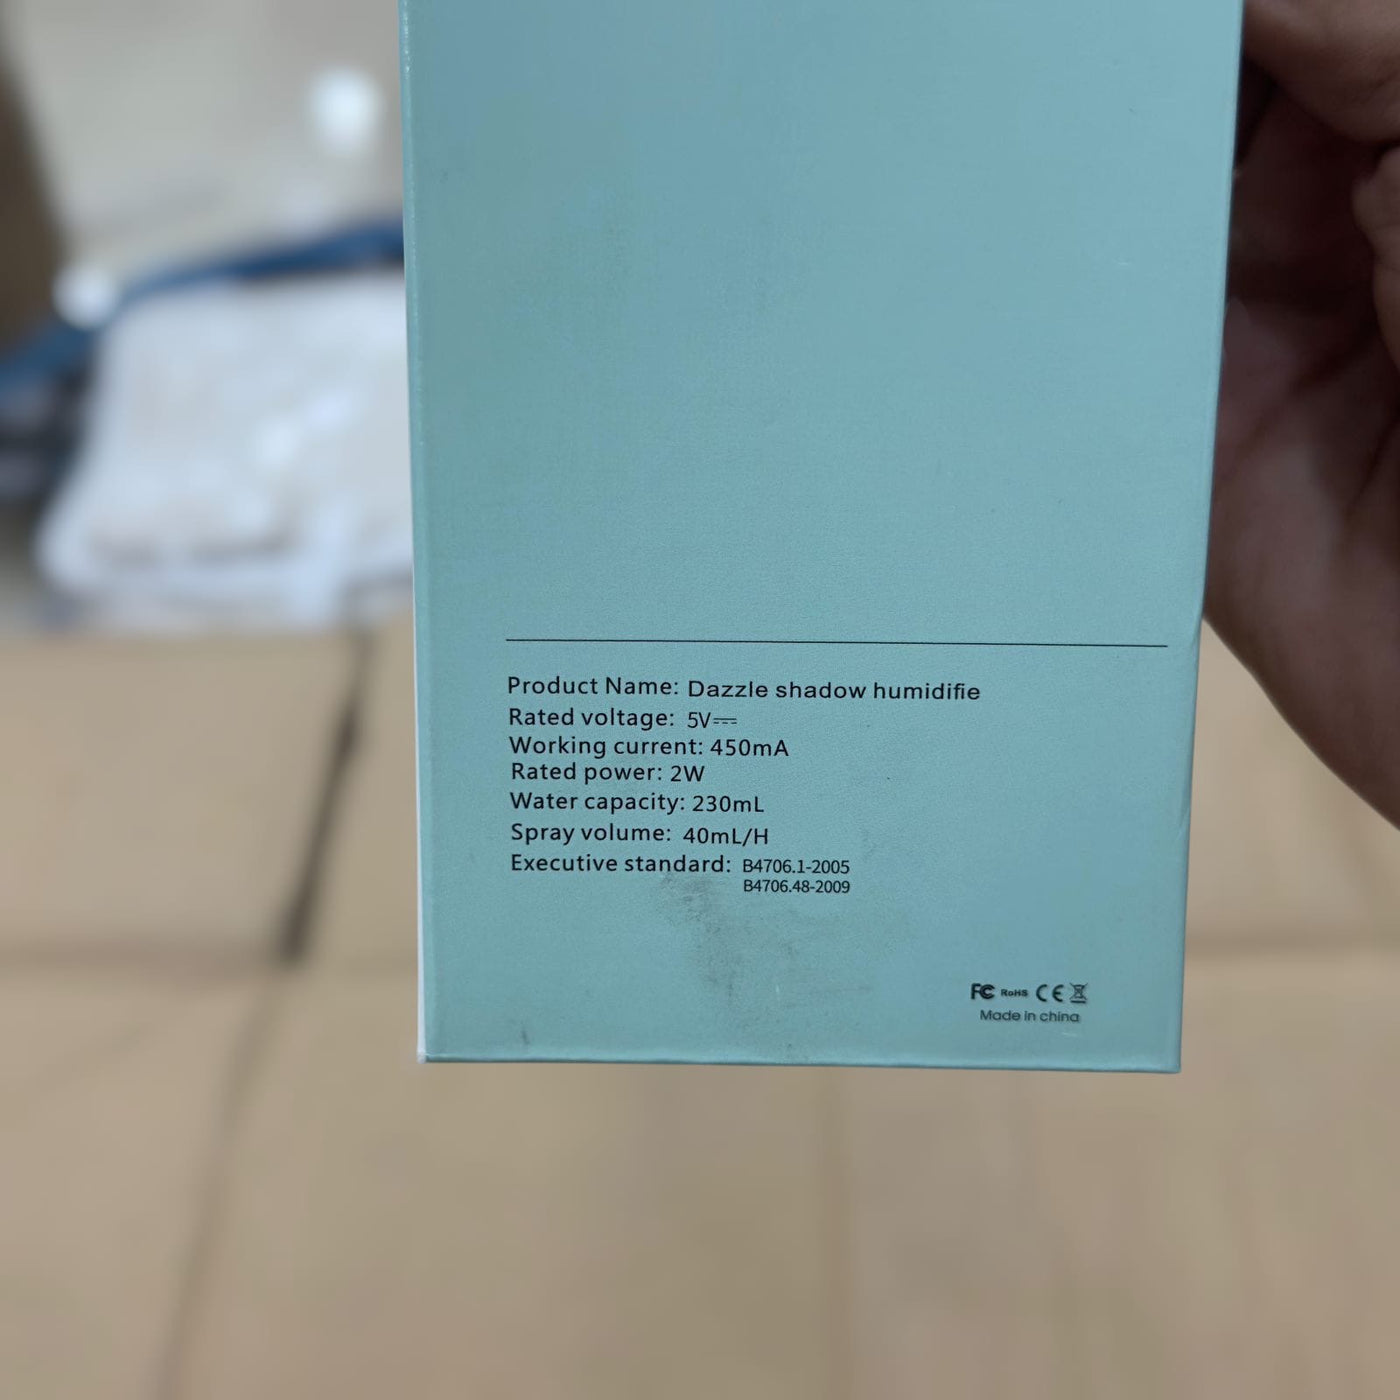 Product Name: Dazzle shadow humidifie
Rated voltage: 5V⎓
Working current: 450mA
Rated power: 2W
Water capacity: 230mL
Spray volume: 40mL/H
Executive standard: B4706.1-2005
B4706.48-2009
FC RoHS CE
Made in china